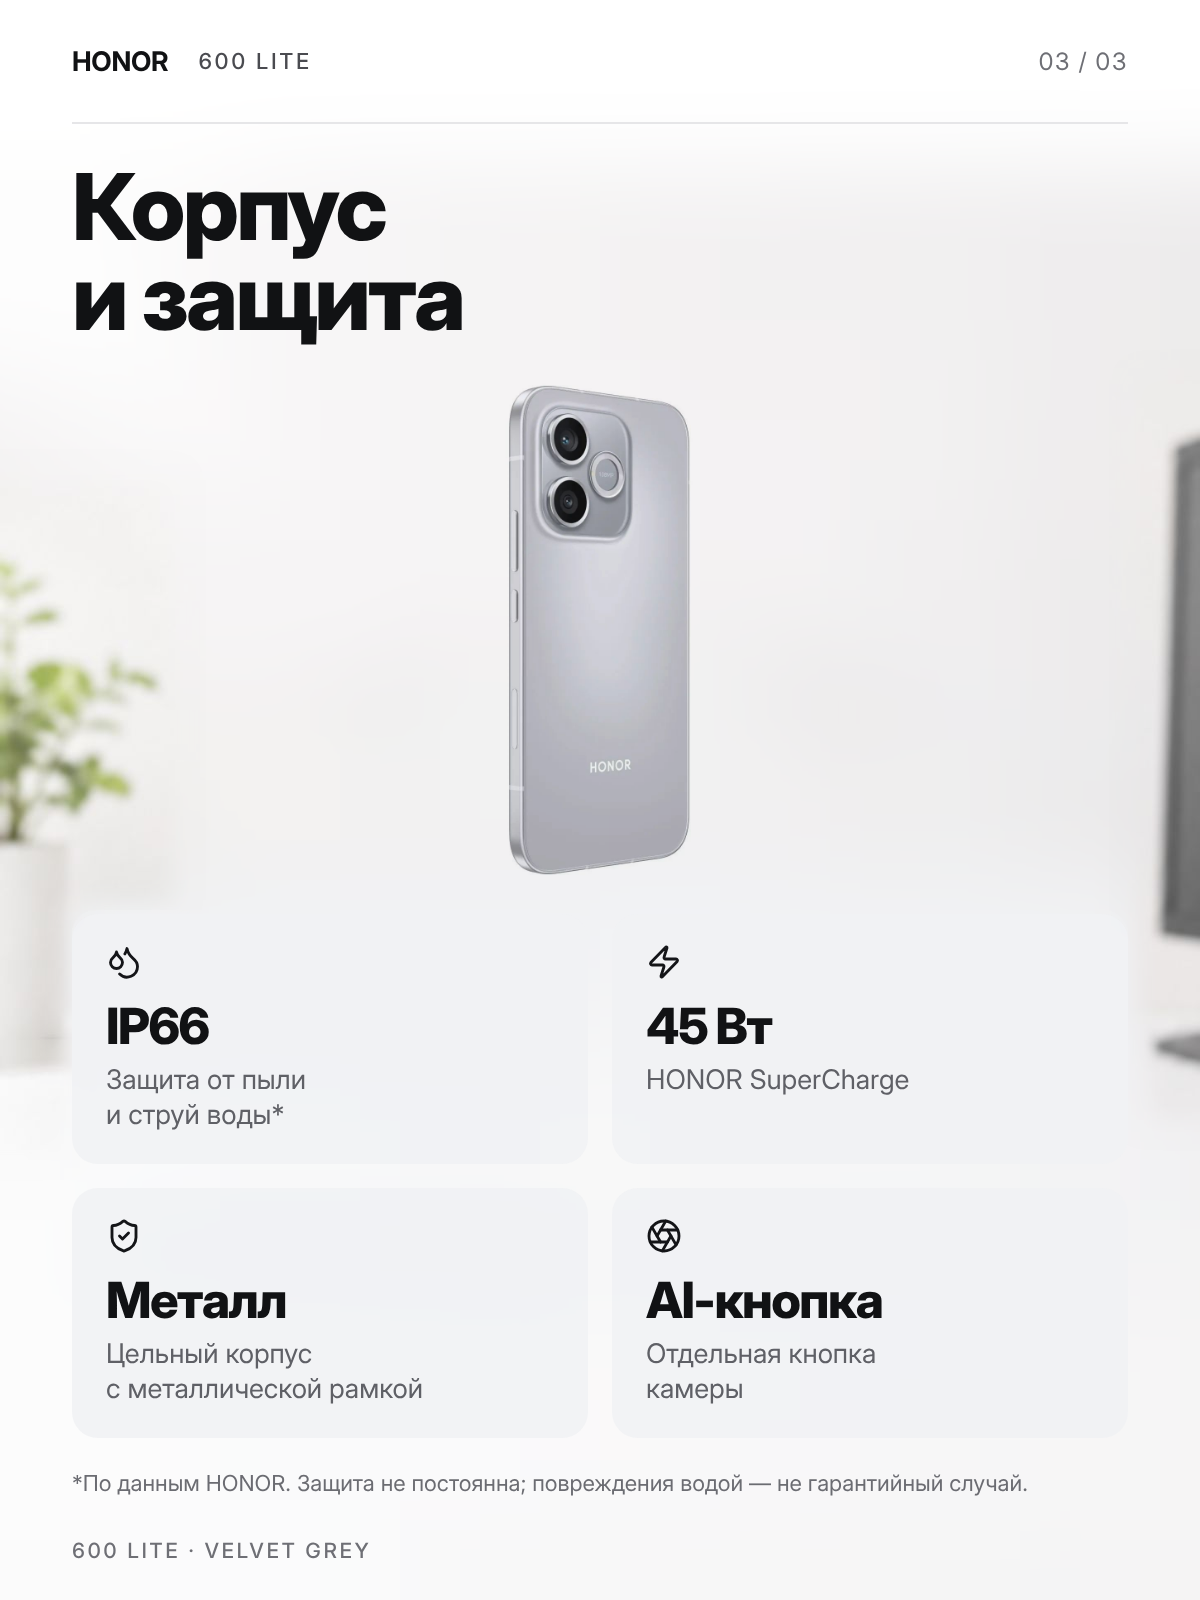 HONOR 600 LITE 03 / 03
Корпус
и защита
HONOR
IP66
Защита от пыли
и струй воды*
45 Вт
HONOR SuperCharge
Металл
Цельный корпус
с металлической рамкой
AI-кнопка
Отдельная кнопка
камеры
*По данным HONOR. Защита не постоянна; повреждения водой — не гарантийный случай.
600 LITE · VELVET GREY